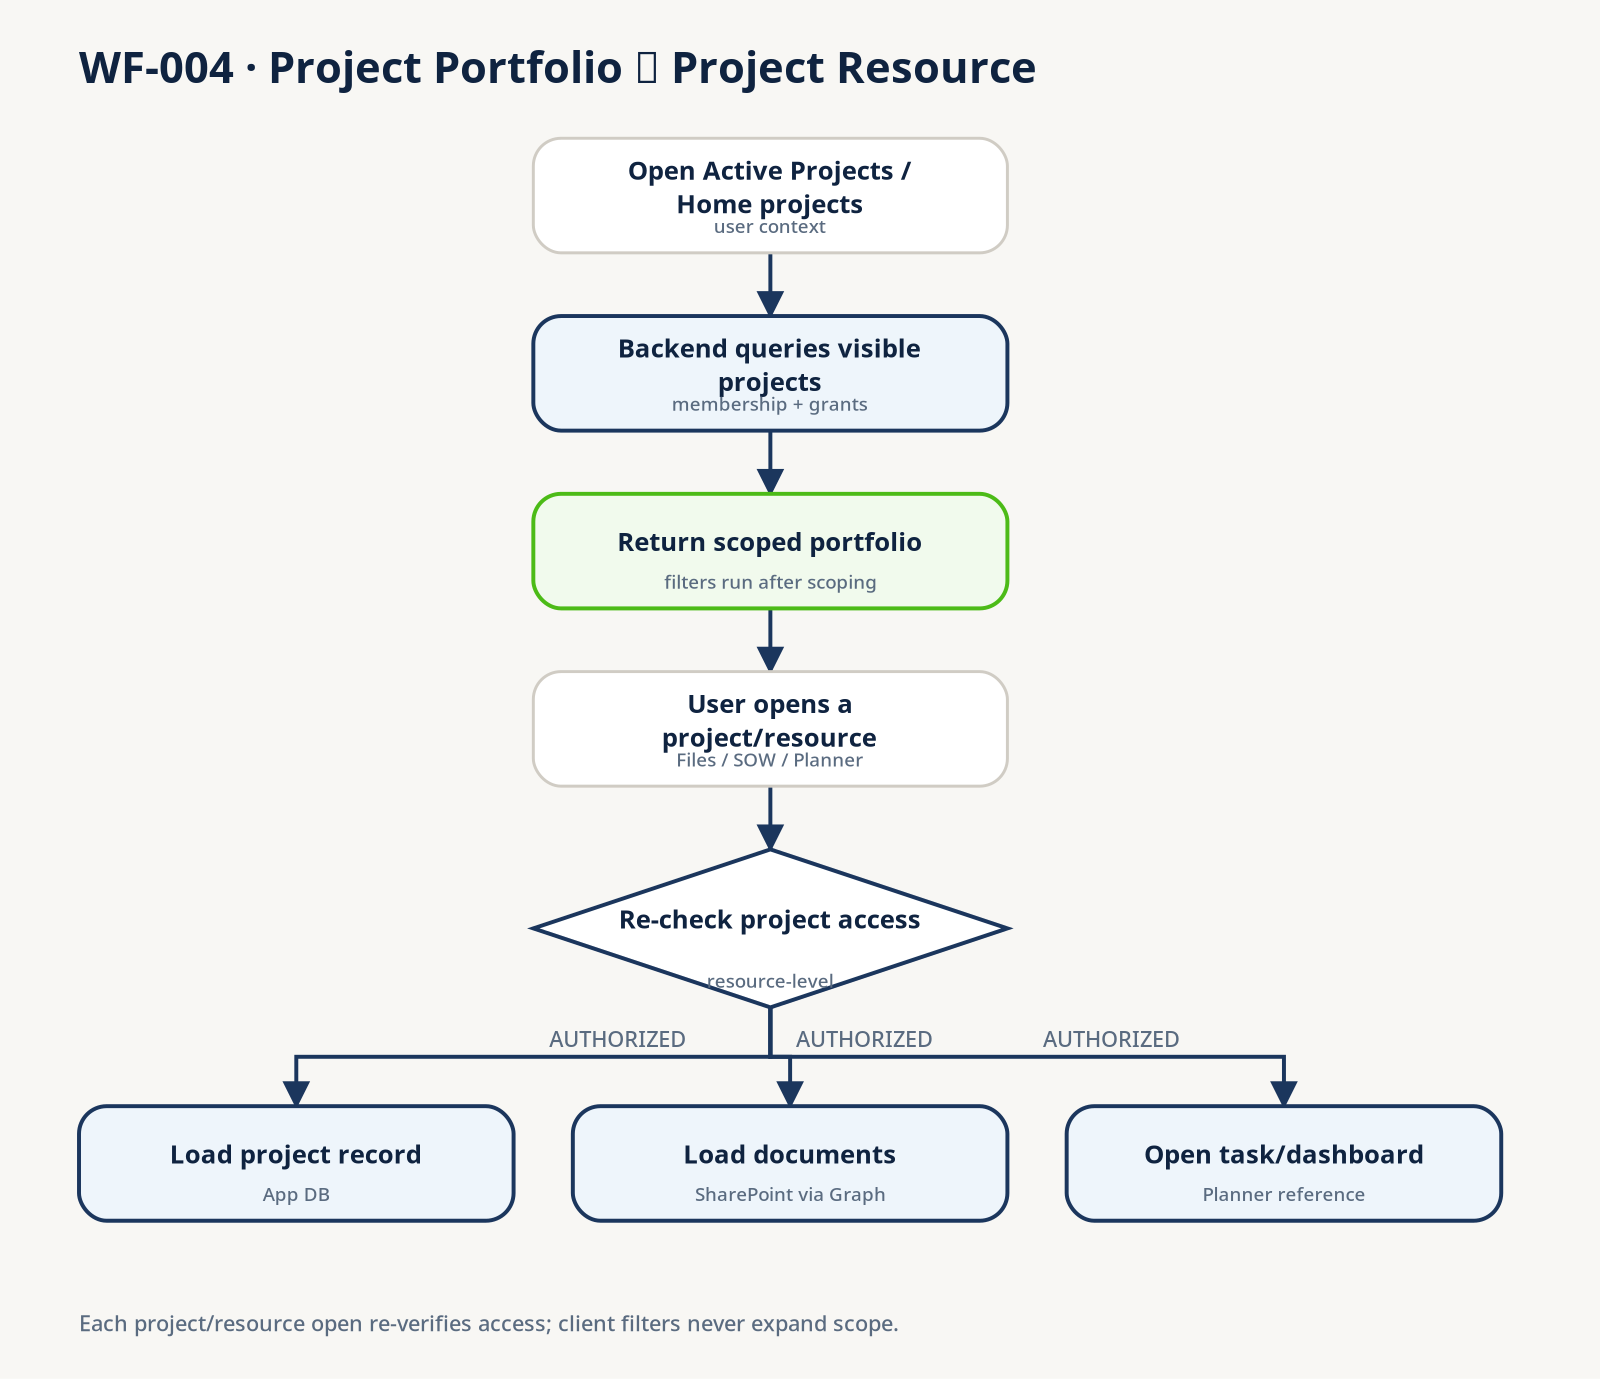 WF-004 · Project Portfolio Project Resource
Open Active Projects /
Home projects
user context
Backend queries visible
projects
membership + grants
Return scoped portfolio
filters run after scoping
User opens a
project/resource
Files / SOW / Planner
Re-check project access
resource-level
AUTHORIZED AUTHORIZED AUTHORIZED
Load project record
App DB
Load documents
SharePoint via Graph
Open task/dashboard
Planner reference
Each project/resource open re-verifies access; client filters never expand scope.